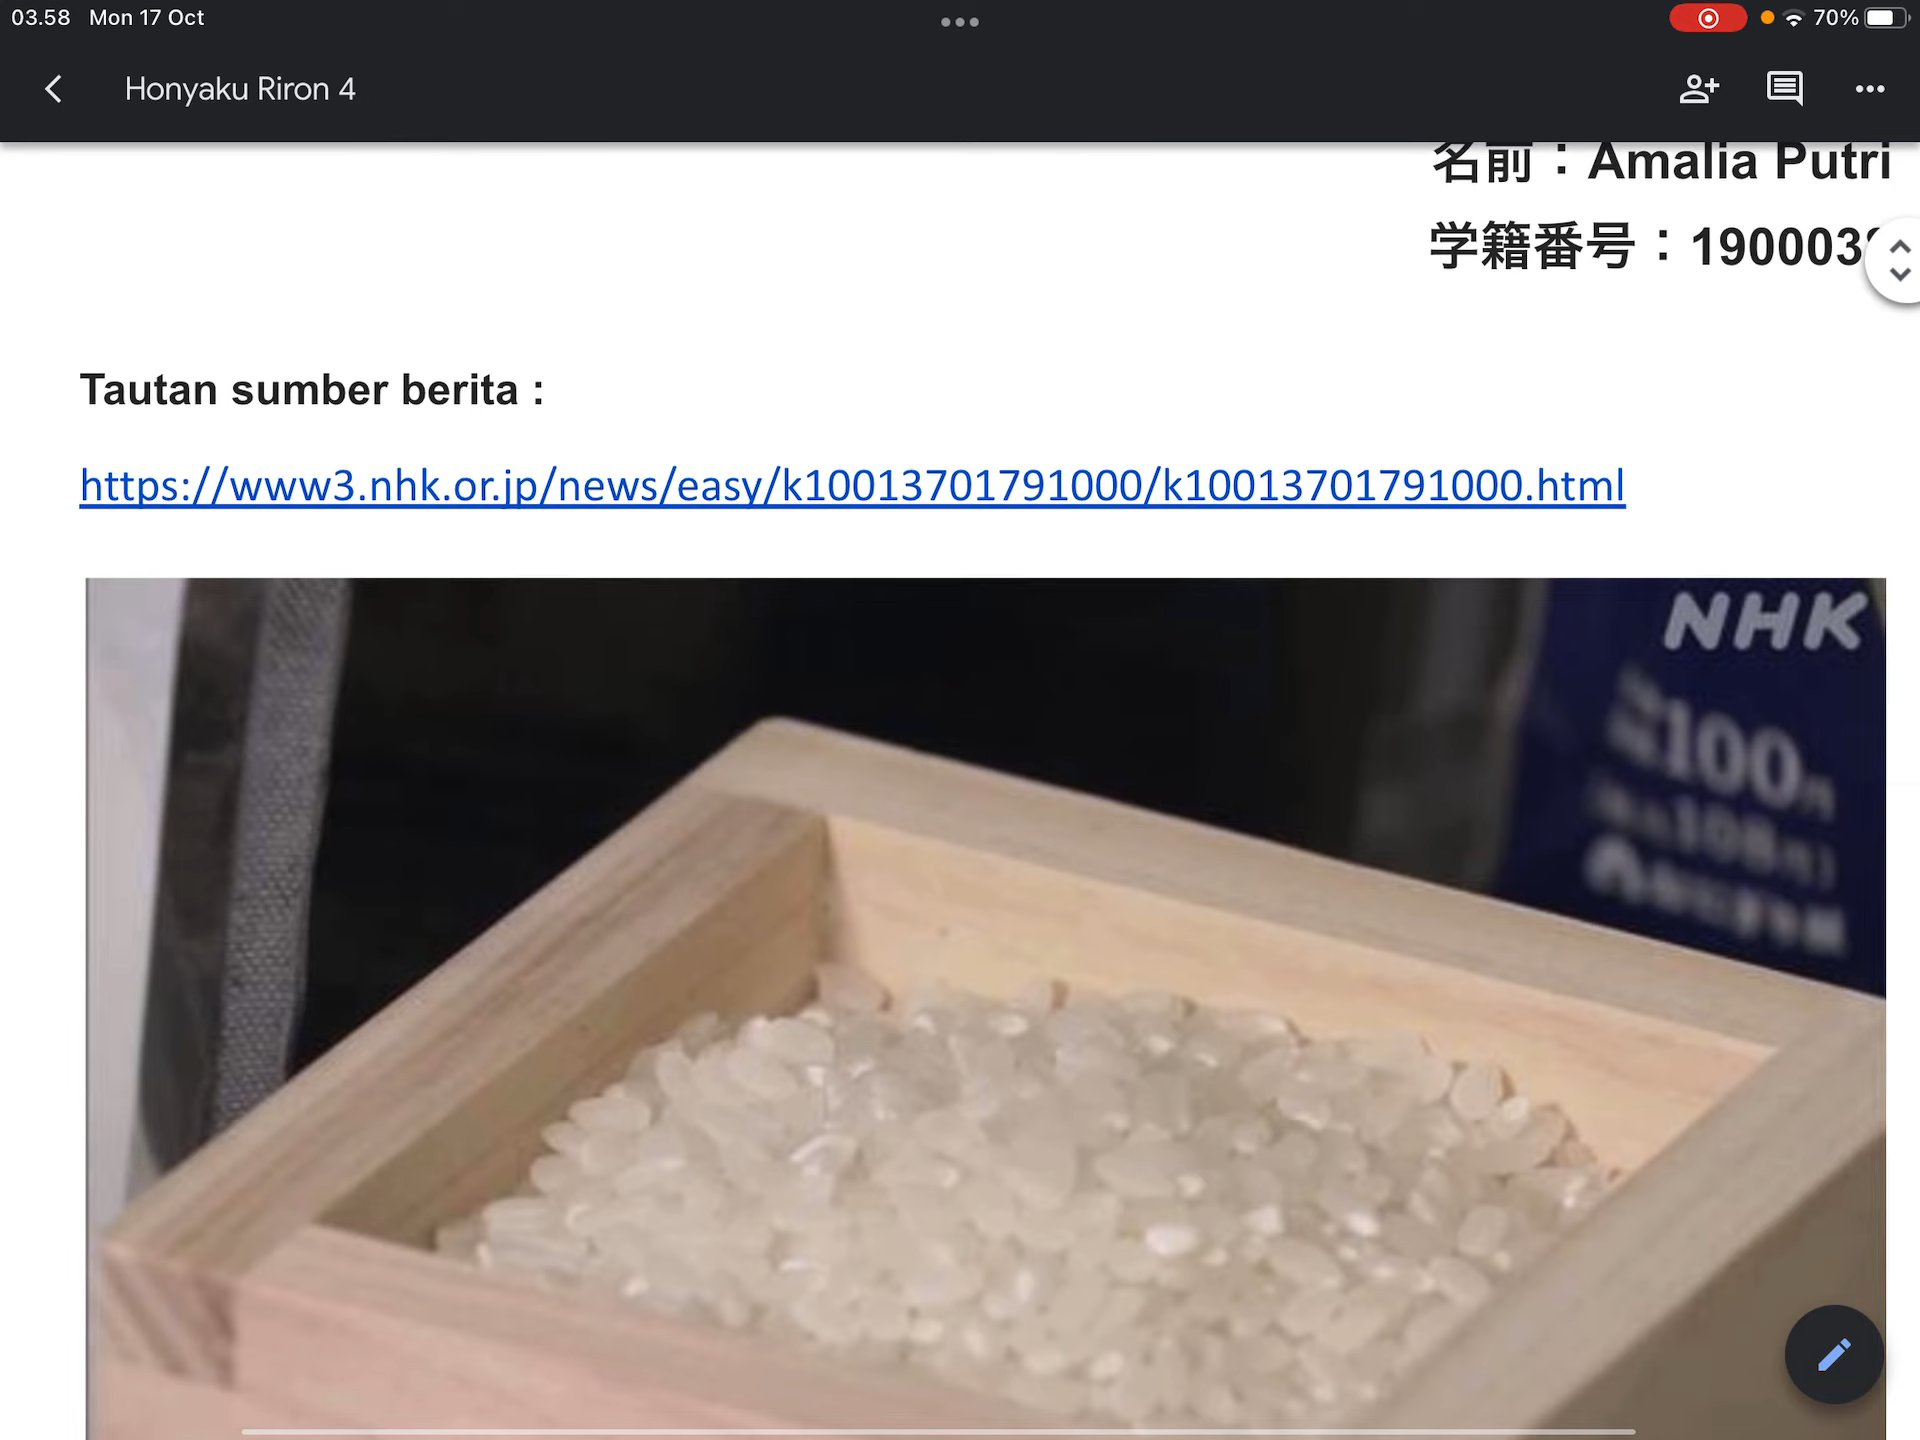 03.58 Mon 17 Oct
70%
Honyaku Riron 4
名前：Amalia Putri
学籍番号：190003
Tautan sumber berita :
https://www3.nhk.or.jp/news/easy/k10013701791000/k10013701791000.html
NHK
100
108